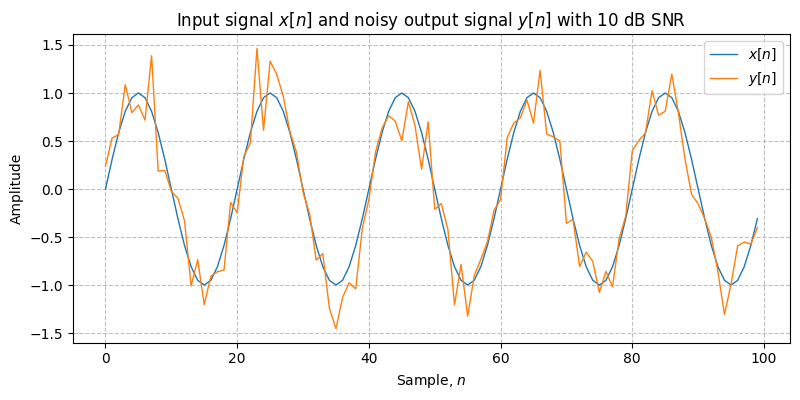 Input signal x[n] and noisy output signal y[n] with 10 dB SNR
x[n]
y[n]
1.5
1.0
0.5
0.0
−0.5
−1.0
−1.5
Amplitude
0 20 40 60 80 100
Sample, n